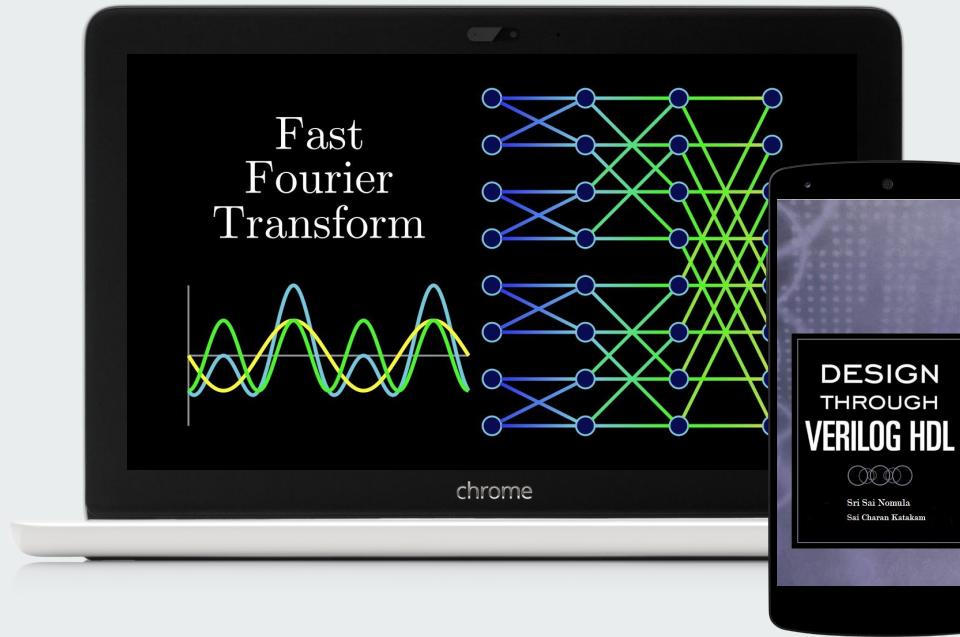 Fast
Fourier
Transform
chrome
DESIGN
THROUGH
VERILOG HDL
Sri Sai Nomula
Sai Charan Katakam